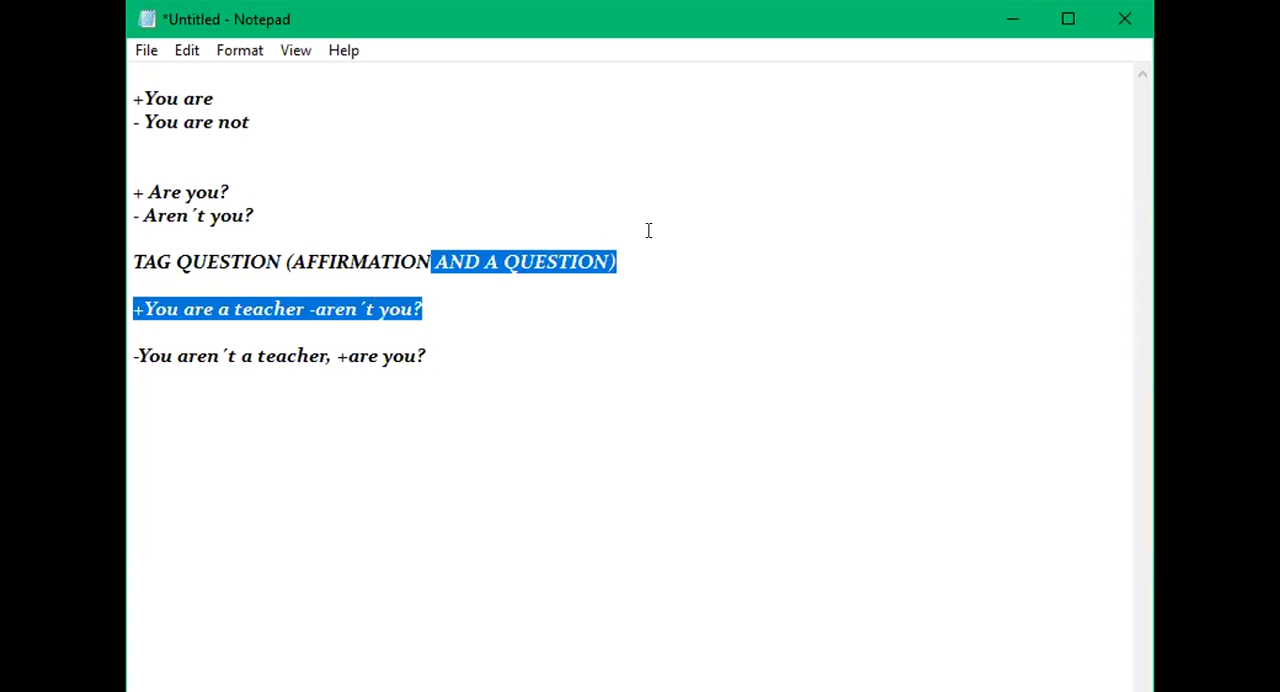 *Untitled - Notepad
File Edit Format View Help
+You are
- You are not
+ Are you?
- Aren´t you?
TAG QUESTION (AFFIRMATION AND A QUESTION)
+You are a teacher -aren´t you?
-You aren´t a teacher, +are you?